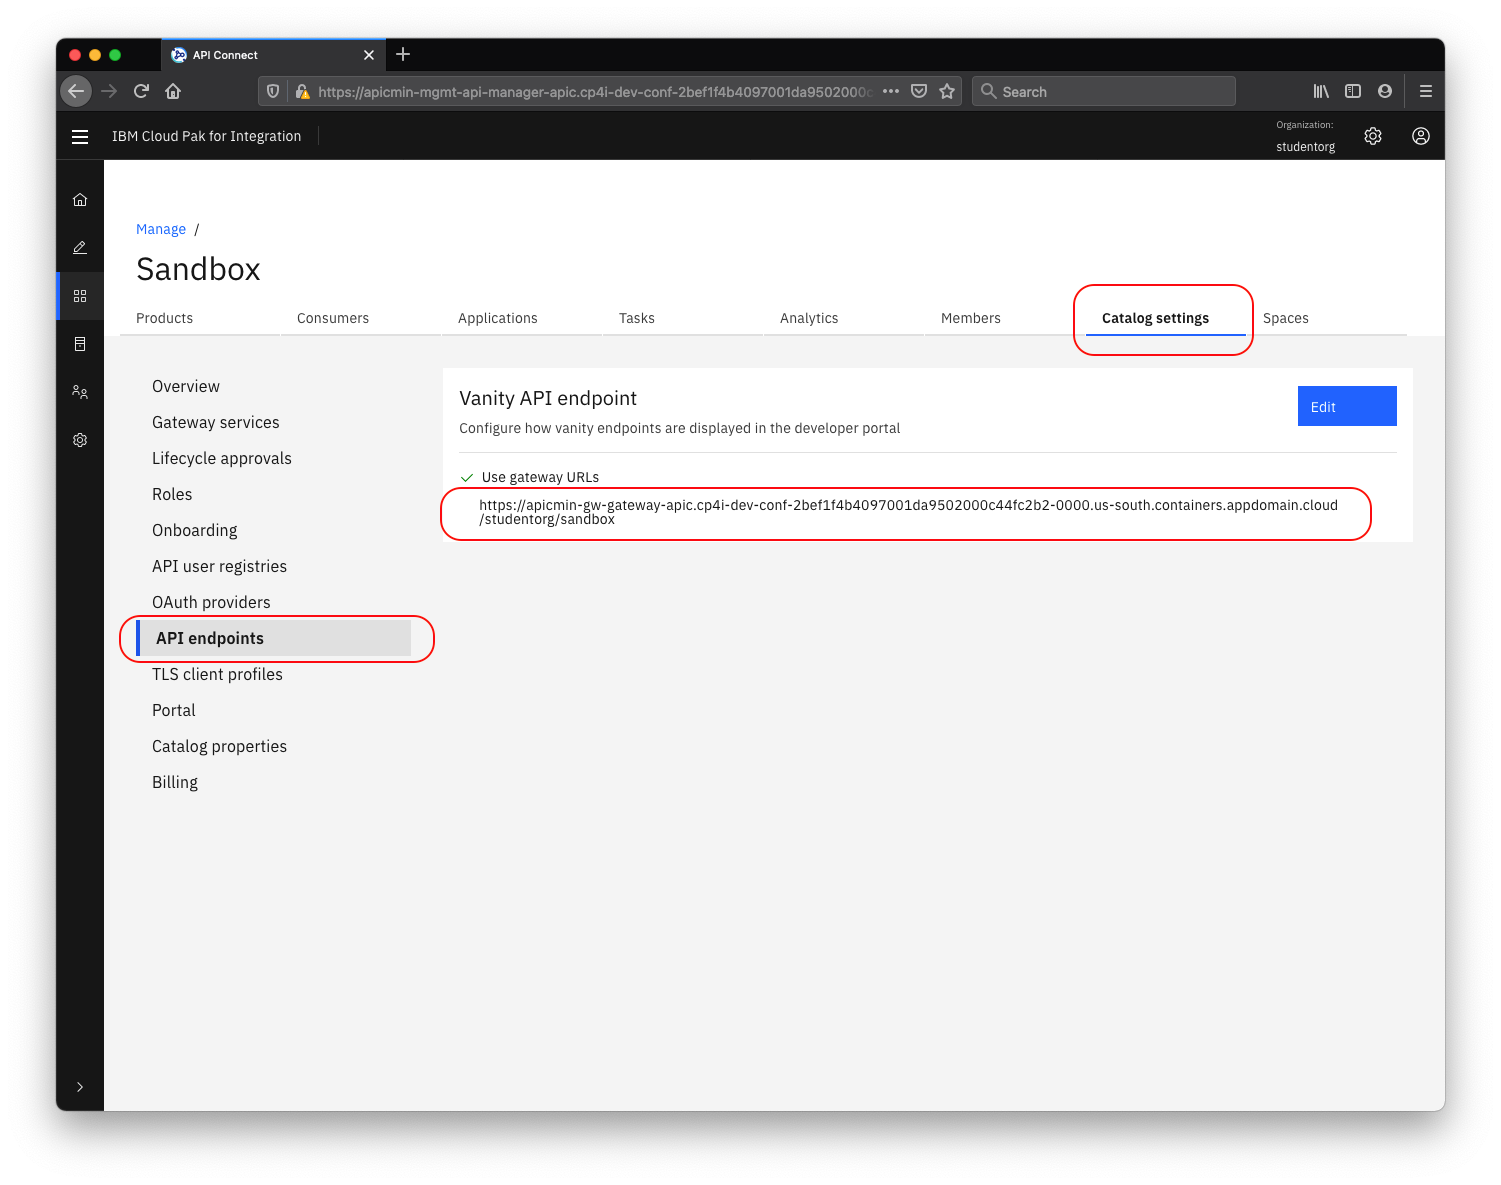 API Connect
https://apicmin-mgmt-api-manager-apic.cp4i-dev-conf-2bef1f4b4097001da9502000c
Search
IBM Cloud Pak for Integration
Organization:
studentorg
Manage /
Sandbox
Products Consumers Applications Tasks Analytics Members Catalog settings Spaces
Overview
Gateway services
Lifecycle approvals
Roles
Onboarding
API user registries
OAuth providers
API endpoints
TLS client profiles
Portal
Catalog properties
Billing
Vanity API endpoint
Edit
Configure how vanity endpoints are displayed in the developer portal
Use gateway URLs
https://apicmin-gw-gateway-apic.cp4i-dev-conf-2bef1f4b4097001da9502000c44fc2b2-0000.us-south.containers.appdomain.cloud
/studentorg/sandbox